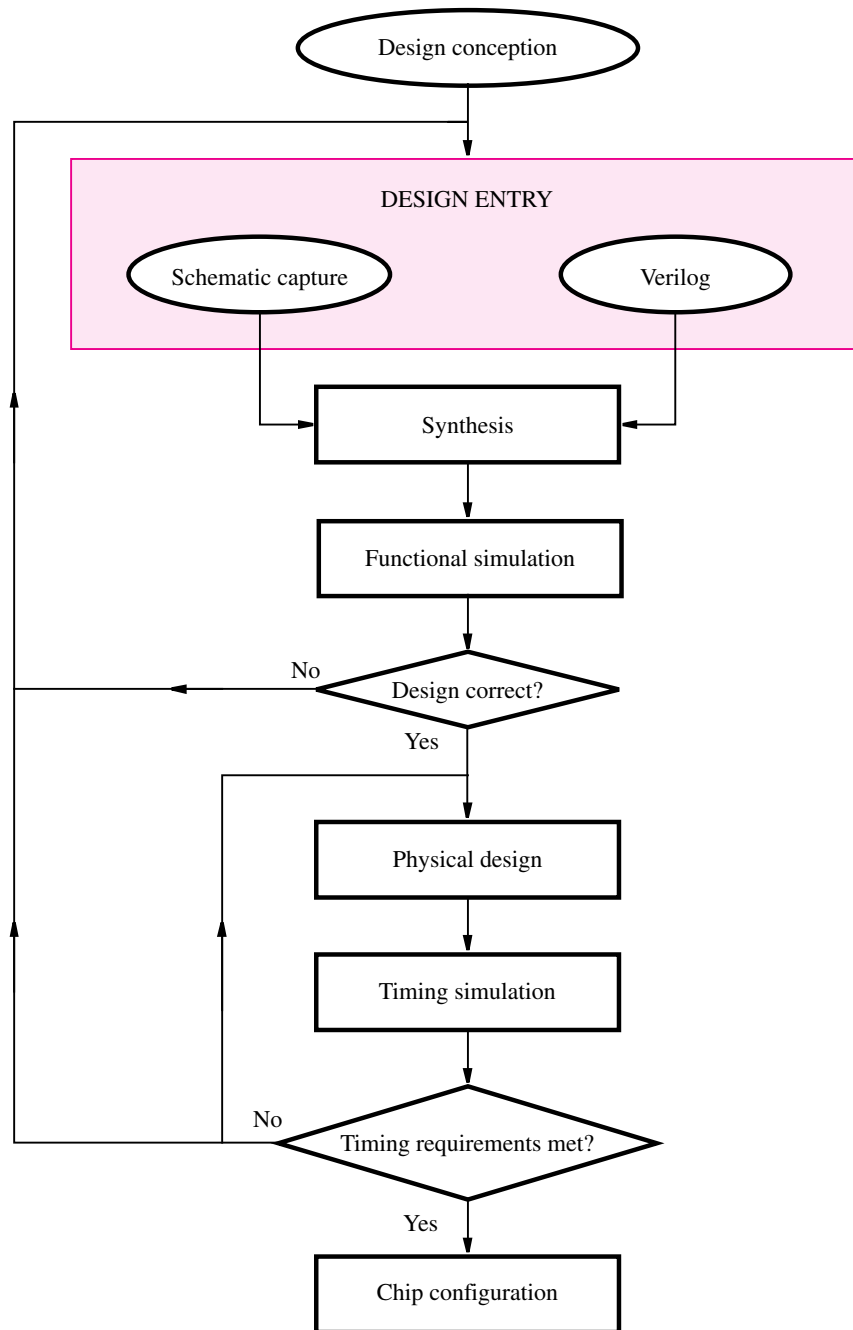 Design conception
DESIGN ENTRY
Schematic capture
Verilog
Synthesis
Functional simulation
No
Design correct?
Yes
Physical design
Timing simulation
No
Timing requirements met?
Yes
Chip configuration